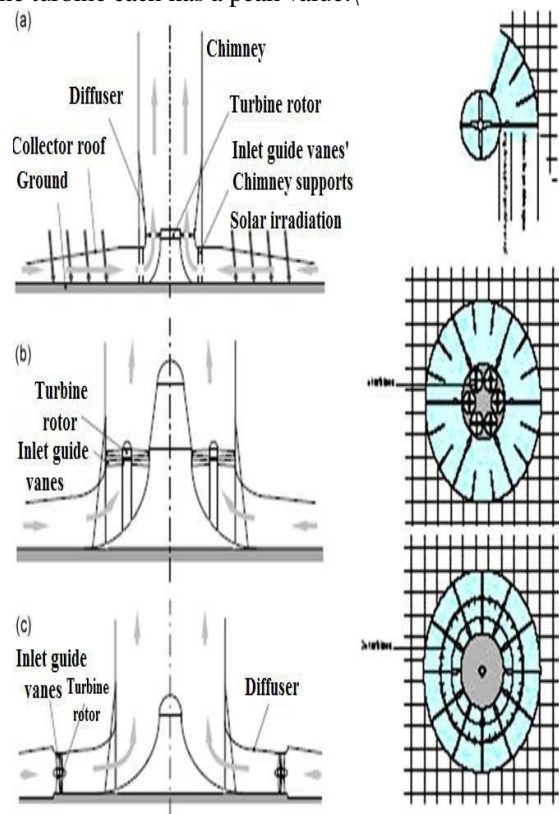 (a)
Chimney
Diffuser
Turbine rotor
Collector roof
Inlet guide vanes'
Ground
Chimney supports
Solar irradiation
(b)
Turbine
rotor
Inlet guide
vanes
(c)
Inlet guide
vanes
Turbine
rotor
Diffuser